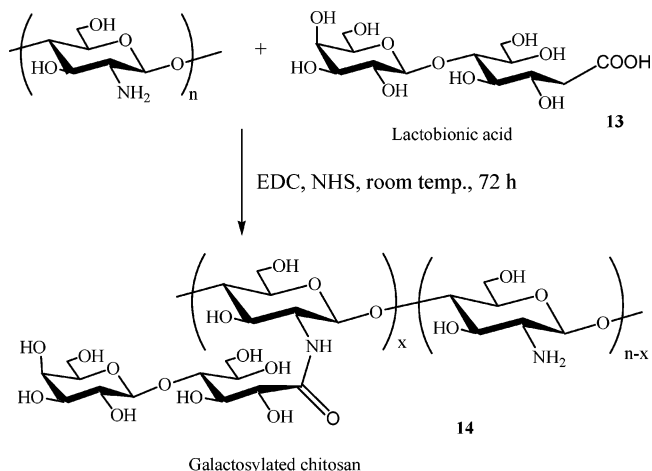 OH
O
HO
NH2
O
n
+
OH
OH
O
HO
OH
OH
O
OH
OH
HO
OH
COOH
13
Lactobionic acid
EDC, NHS, room temp., 72 h
OH
O
HO
NH
O
x
OH
O
HO
NH2
O
n-x
HO
OH
O
HO
OH
OH
O
OH
OH
HO
OH
O
14
Galactosylated chitosan